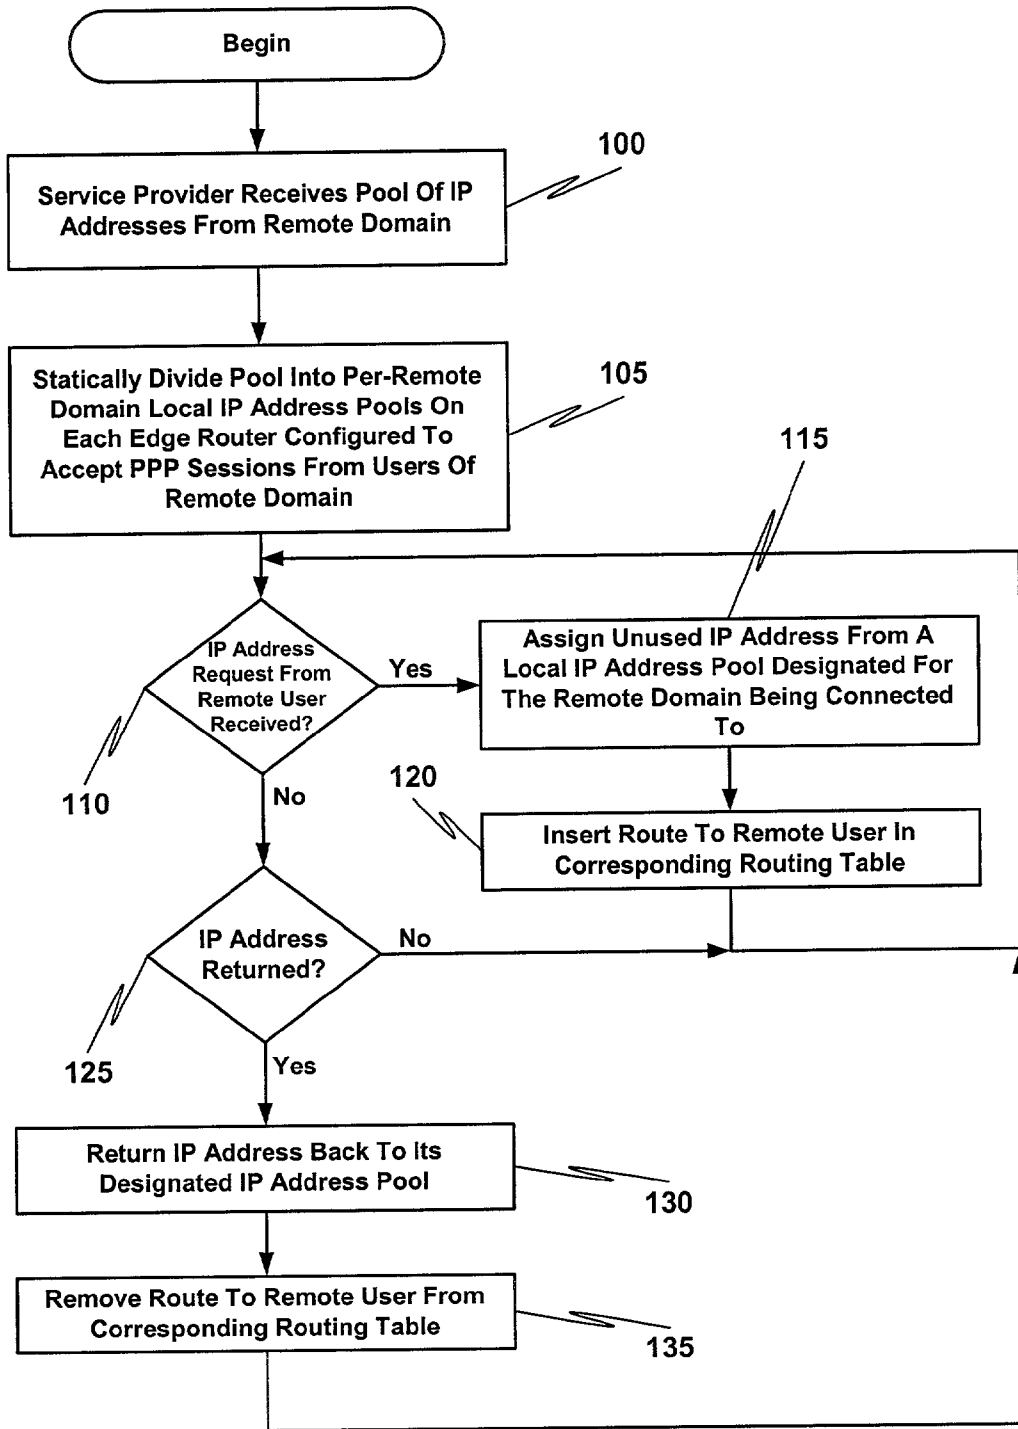 Begin
100
Service Provider Receives Pool Of IP
Addresses From Remote Domain
105
Statically Divide Pool Into Per-Remote
Domain Local IP Address Pools On
Each Edge Router Configured To
Accept PPP Sessions From Users Of
Remote Domain
115
IP Address
Request From
Remote User
Received?
Yes
Assign Unused IP Address From A
Local IP Address Pool Designated For
The Remote Domain Being Connected
To
110
No
120
Insert Route To Remote User In
Corresponding Routing Table
IP Address
Returned?
No
125
Yes
Return IP Address Back To Its
Designated IP Address Pool
130
Remove Route To Remote User From
Corresponding Routing Table
135